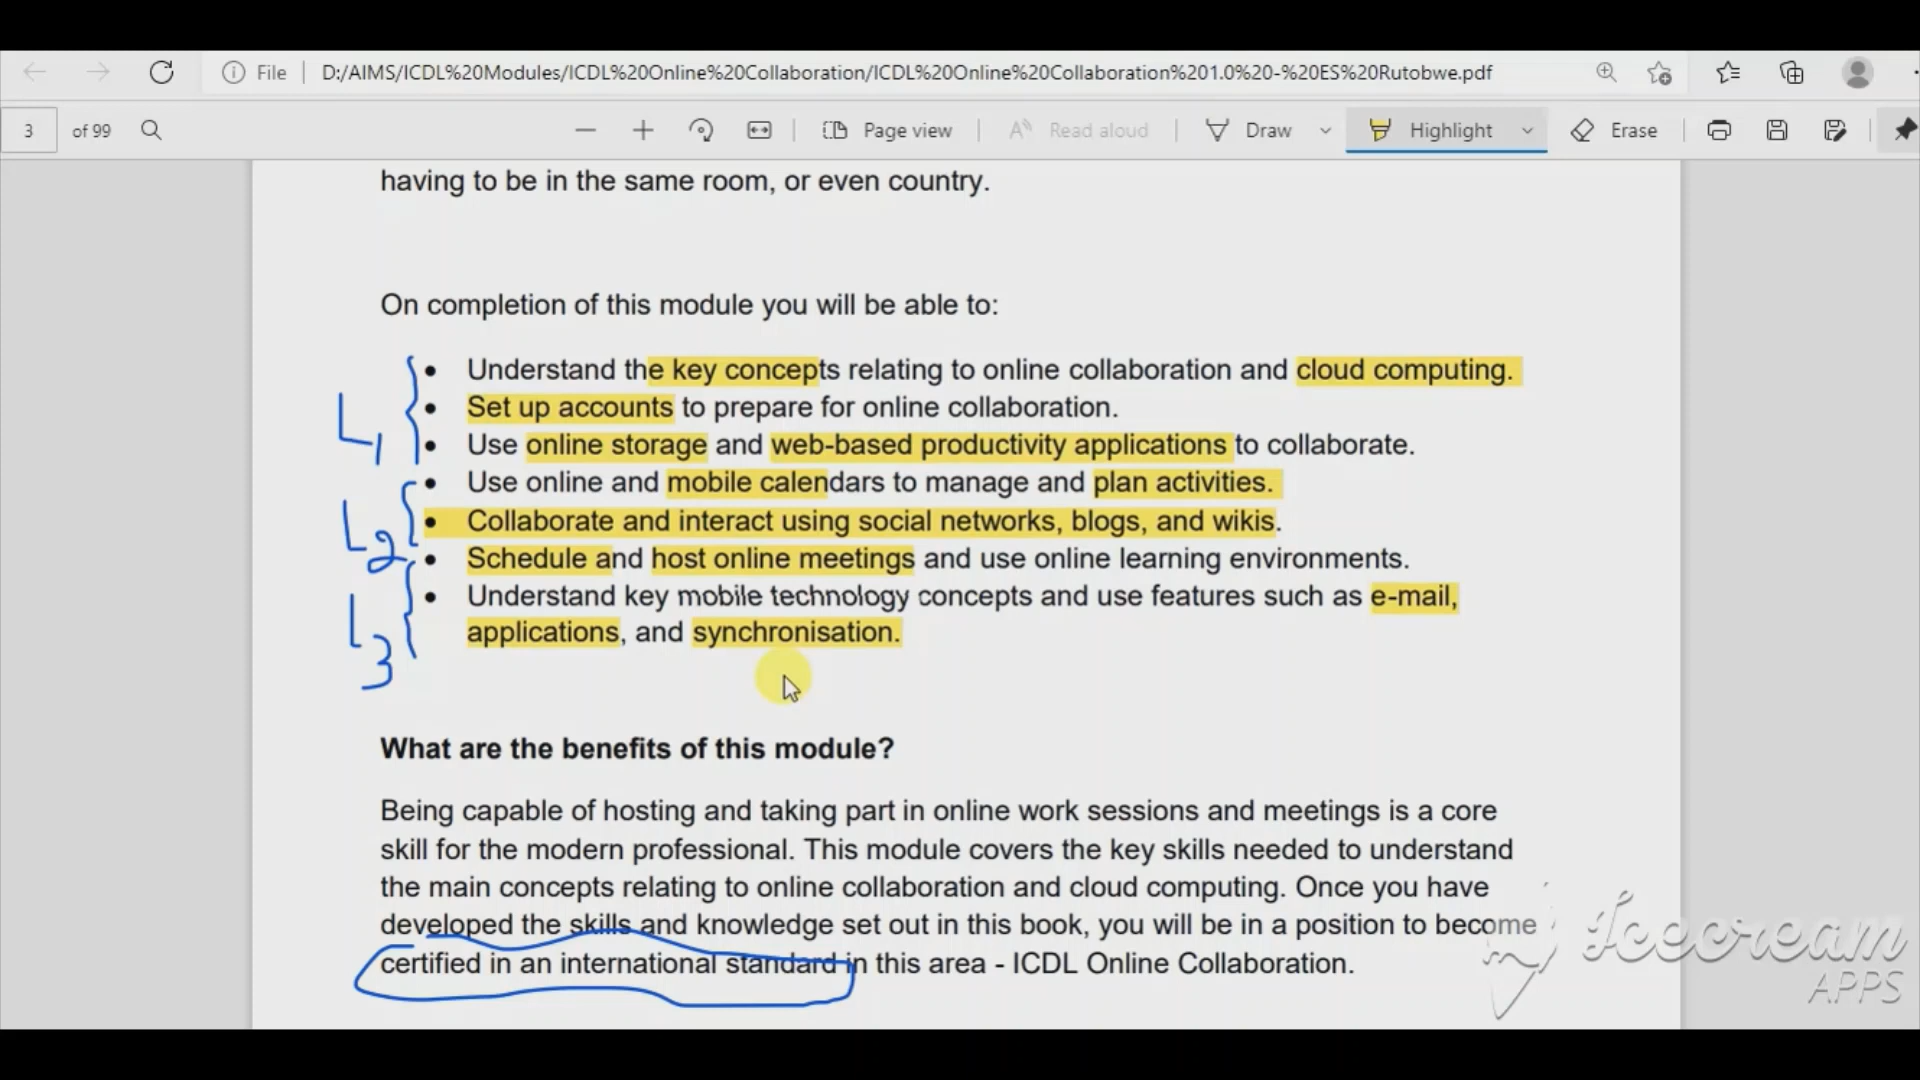 File
D:/AIMS/ICDL%20Modules/ICDL%20Online%20Collaboration/ICDL%20Online%20Collaboration%201.0%20-%20ES%20Rutobwe.pdf
3 of 99
Page view
Read aloud
Draw
Highlight
Erase
having to be in the same room, or even country.
On completion of this module you will be able to:
• Understand the key concepts relating to online collaboration and cloud computing.
• Set up accounts to prepare for online collaboration.
L1
• Use online storage and web-based productivity applications to collaborate.
• Use online and mobile calendars to manage and plan activities.
• Collaborate and interact using social networks, blogs, and wikis.
L2
• Schedule and host online meetings and use online learning environments.
• Understand key mobile technology concepts and use features such as e-mail,
applications, and synchronisation.
L3
What are the benefits of this module?
Being capable of hosting and taking part in online work sessions and meetings is a core
skill for the modern professional. This module covers the key skills needed to understand
the main concepts relating to online collaboration and cloud computing. Once you have
developed the skills and knowledge set out in this book, you will be in a position to become
certified in an international standard in this area - ICDL Online Collaboration.
Icecream
APPS